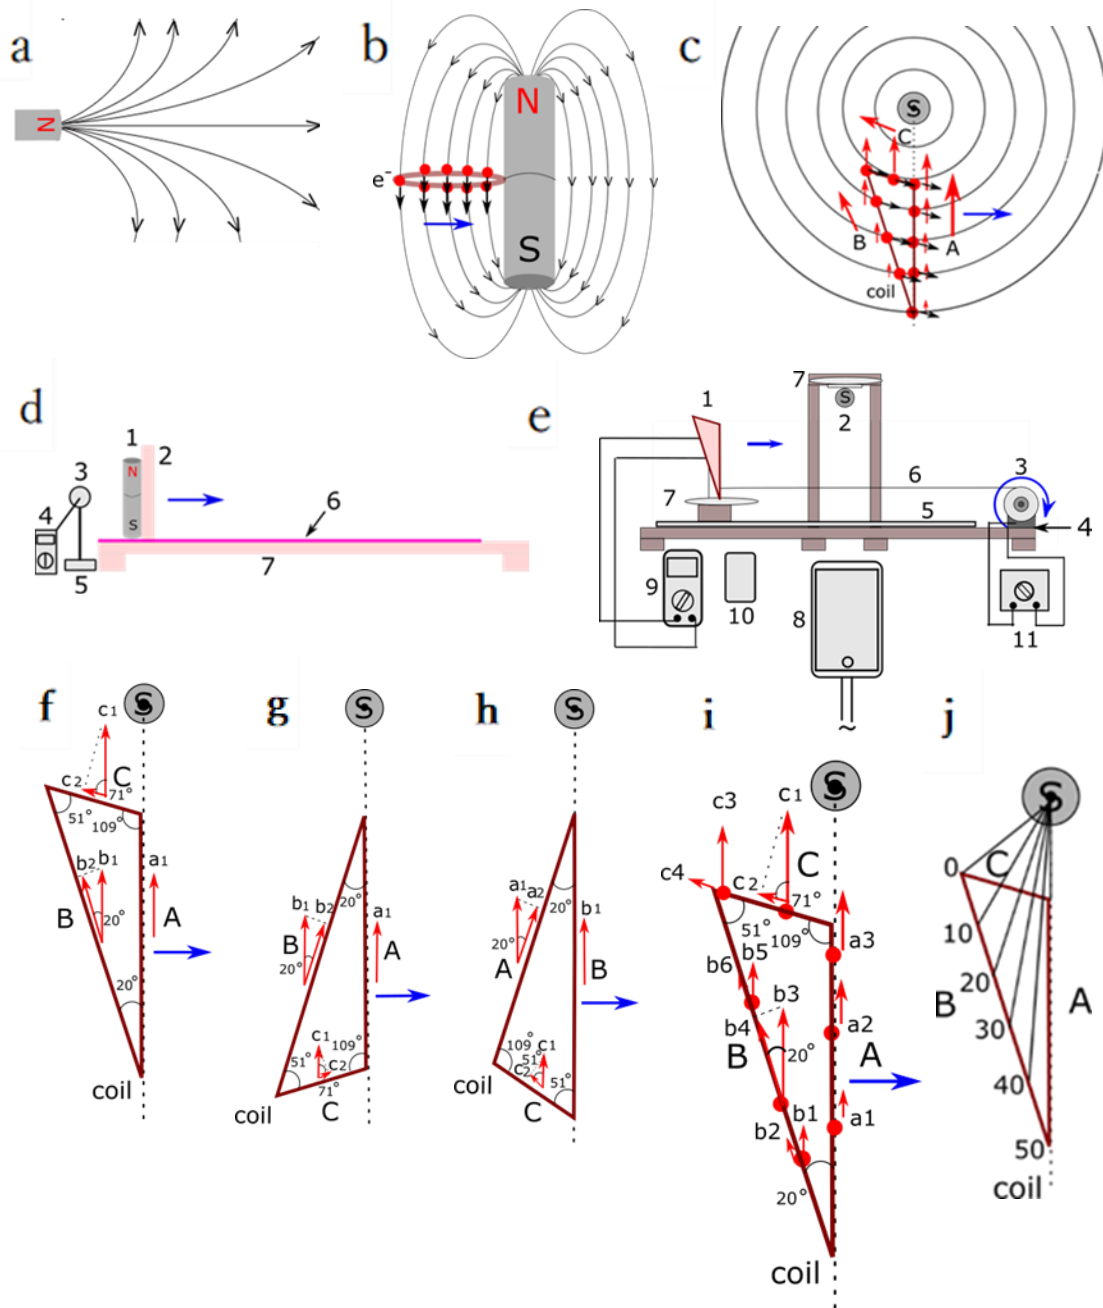 a
N
b
N
S
e-
c
S
C
B
A
coil
d
1
2
N
S
3
4
5
6
7
e
1
7
S
2
7
6
3
5
4
9
10
8
11
~
f
S
c1
c2
C
71°
51°
109°
b2
b1
a1
B
20°
A
20°
coil
g
S
20°
b1
b2
a1
B
A
20°
c1
109°
51°
c2
71°
C
coil
h
S
20°
a1
a2
b1
20°
A
B
109°
c1
51°
c2
51°
C
coil
i
S
c3
c1
C
c4
c2
71°
51°
109°
a3
b5
b6
b3
b4
a2
B
20°
A
b1
a1
b2
20°
coil
j
S
0
C
10
20
B
A
30
40
50
coil